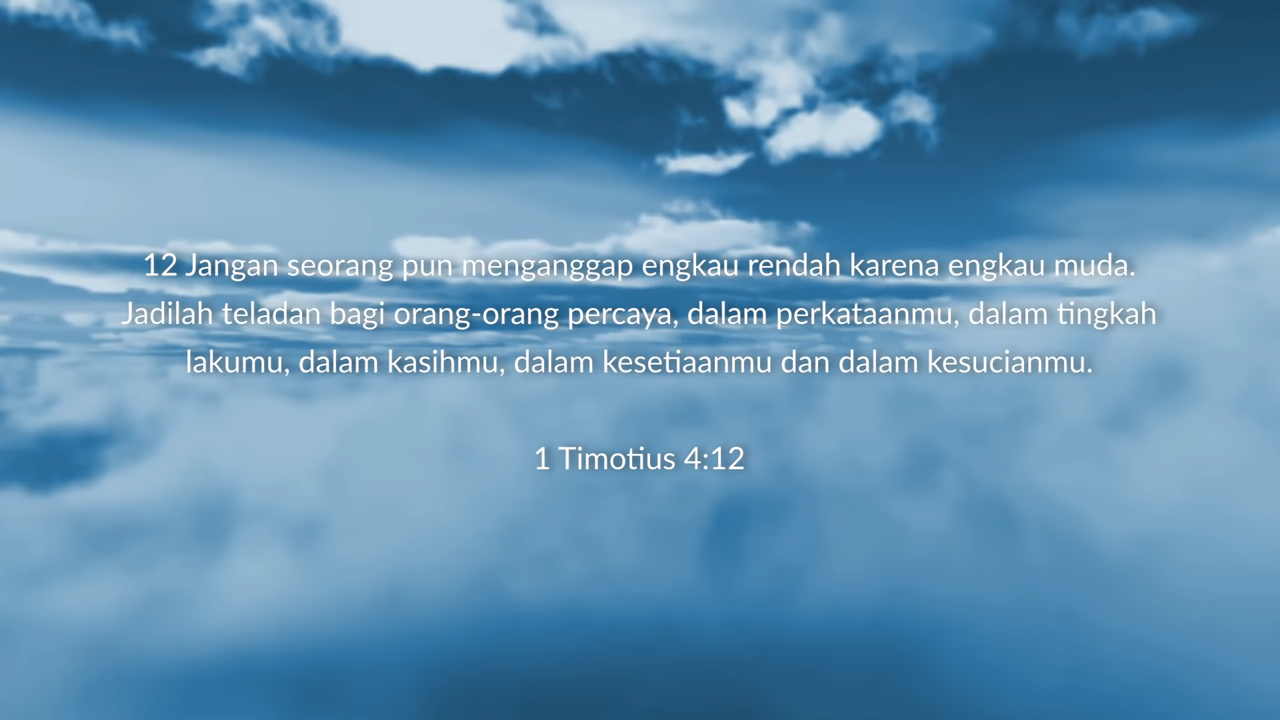 12 Jangan seorang pun menganggap engkau rendah karena engkau muda.
Jadilah teladan bagi orang-orang percaya, dalam perkataanmu, dalam tingkah
lakumu, dalam kasihmu, dalam kesetiaanmu dan dalam kesucianmu.
1 Timotius 4:12